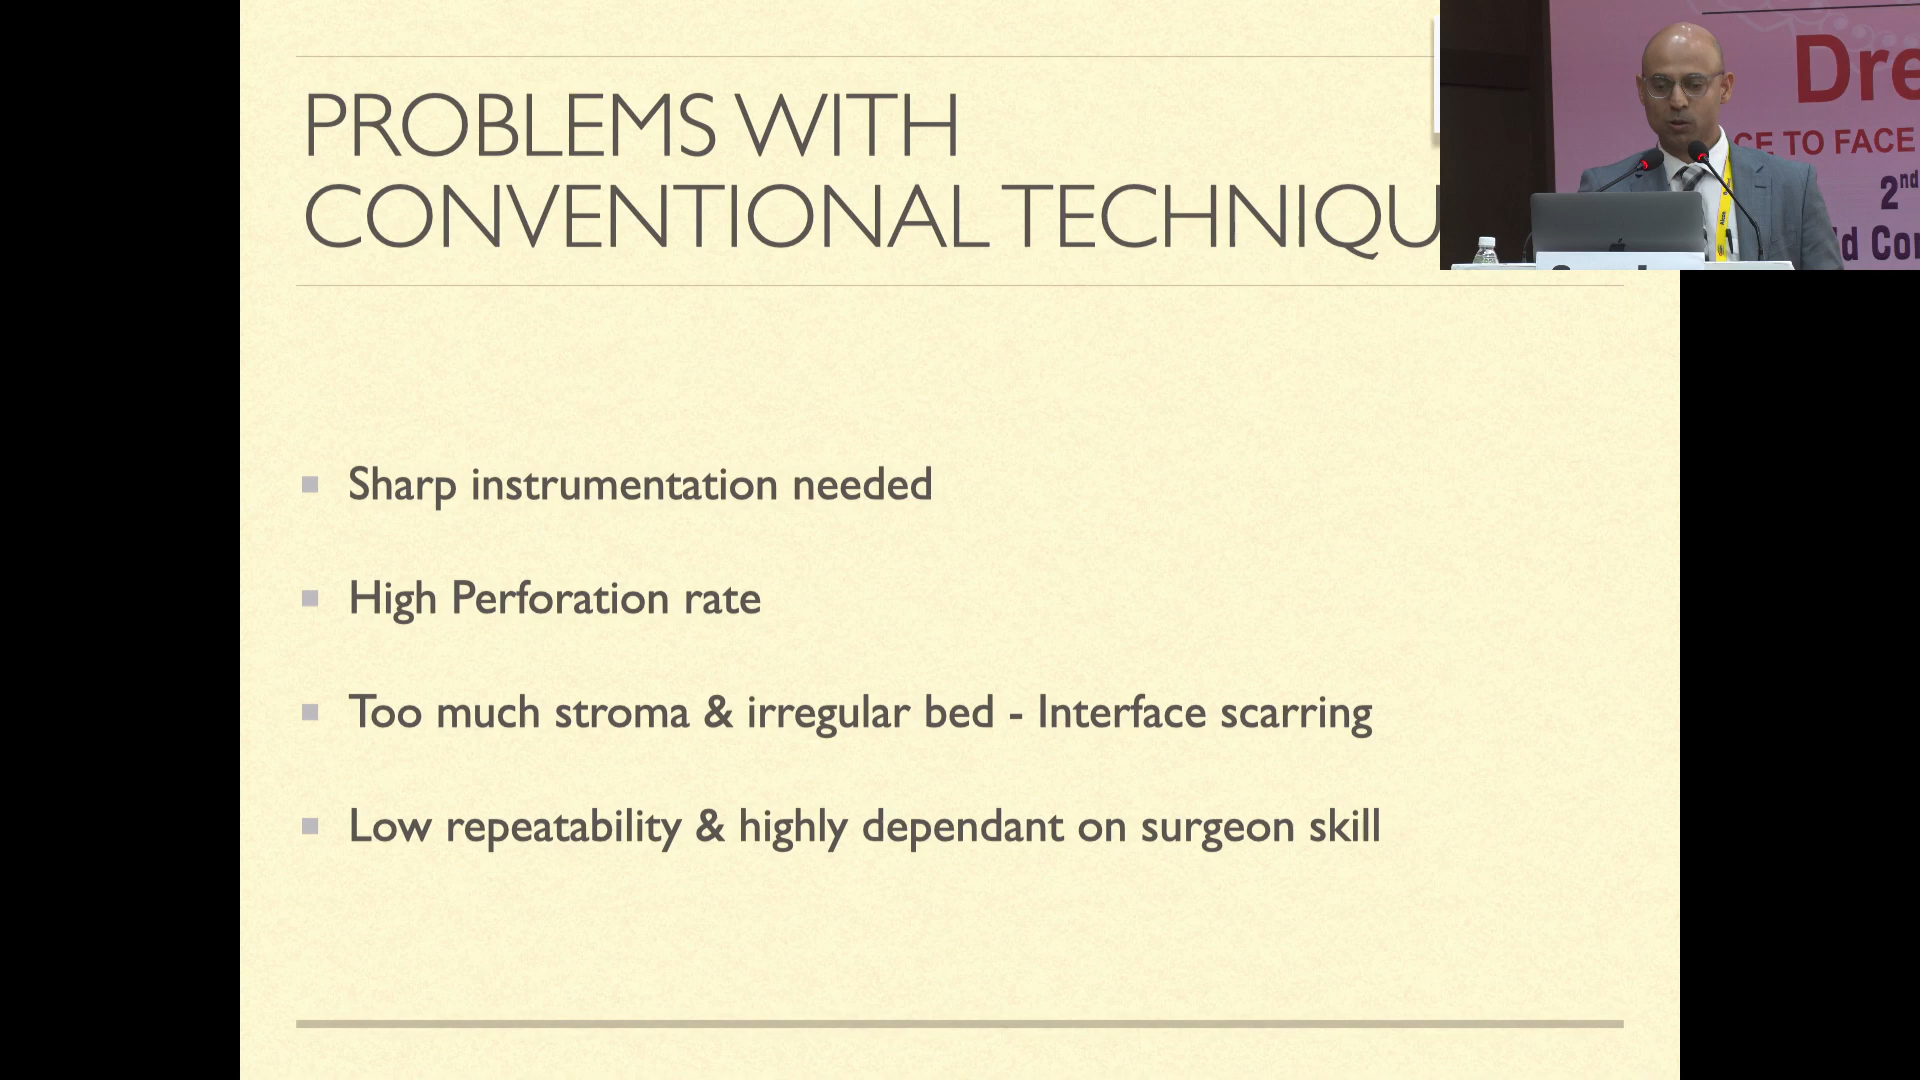 PROBLEMS WITH
CONVENTIONAL TECHNIQU
Sharp instrumentation needed
High Perforation rate
Too much stroma & irregular bed - Interface scarring
Low repeatability & highly dependant on surgeon skill
Dre
CE TO FACE
2nd
ld Con